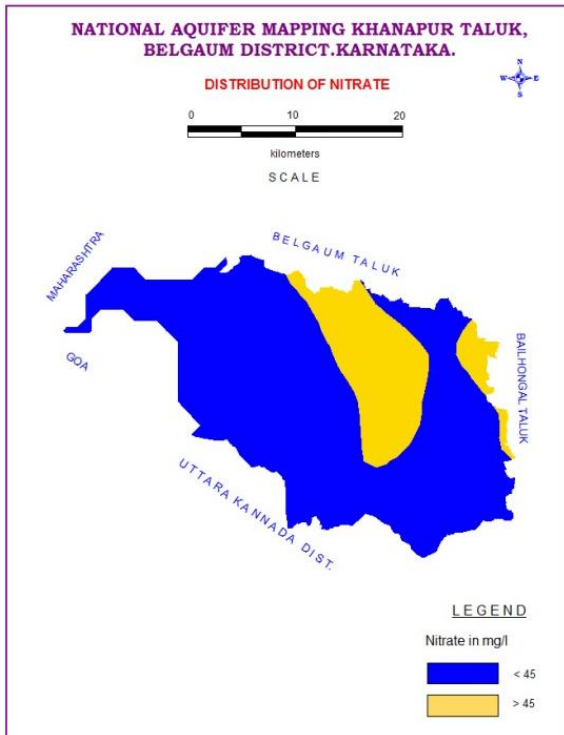 NATIONAL AQUIFER MAPPING KHANAPUR TALUK,
BELGAUM DISTRICT.KARNATAKA.
DISTRIBUTION OF NITRATE
N
W E
S
0 10 20
kilometers
SCALE
BELGAUM TALUK
MAHARASHTRA
GOA
BAILHONGAL TALUK
UTTARA KANNADA DIST.
LEGEND
Nitrate in mg/l
< 45
> 45